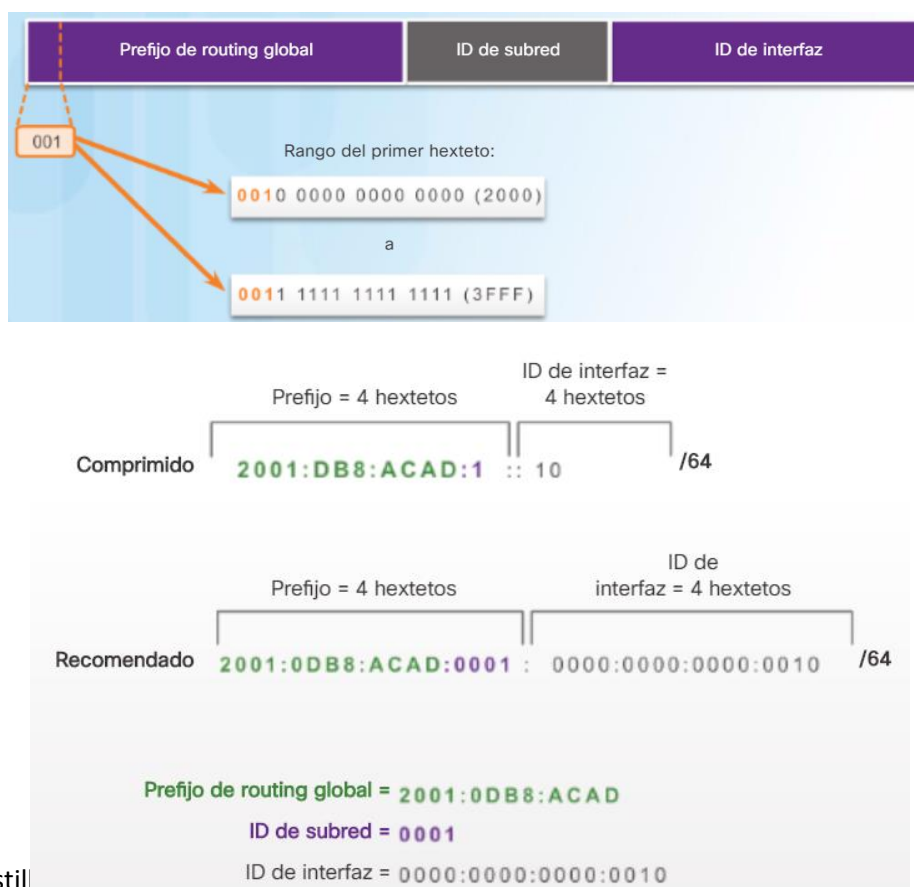 Prefijo de routing global ID de subred ID de interfaz
001
Rango del primer hexteto:
0010 0000 0000 0000 (2000)
a
0011 1111 1111 1111 (3FFF)
ID de interfaz =
Prefijo = 4 hextetos 4 hextetos
Comprimido 2001:DB8:ACAD:1 :: 10 /64
ID de
Prefijo = 4 hextetos interfaz = 4 hextetos
Recomendado 2001:0DB8:ACAD:0001 : 0000:0000:0000:0010 /64
Prefijo de routing global = 2001:0DB8:ACAD
ID de subred = 0001
ID de interfaz = 0000:0000:0000:0010